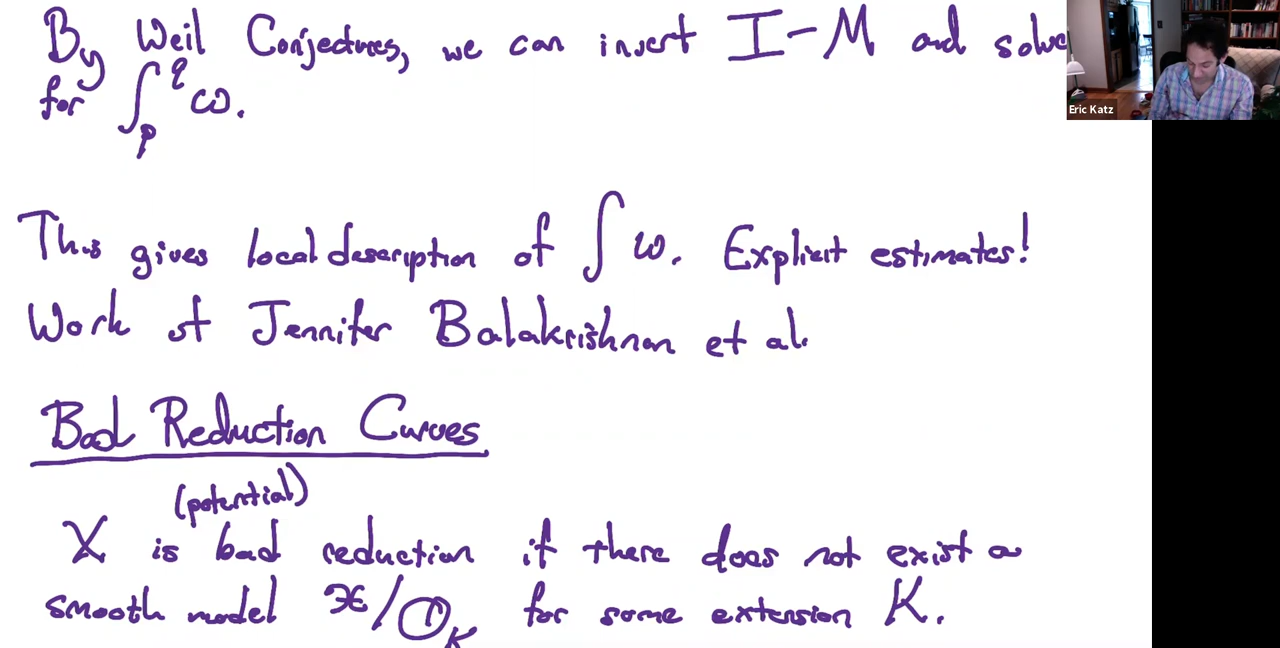 By Weil Conjectures, we can invert I-M and solve
for ∫_p^q ω.
Eric Katz
This gives local description of ∫ω. Explicit estimates!
Work of Jennifer Balakrishnan et al.
Bad Reduction Curves
(potential)
X is bad reduction if there does not exist a
smooth model 𝒳/𝒪_K for some extension K.